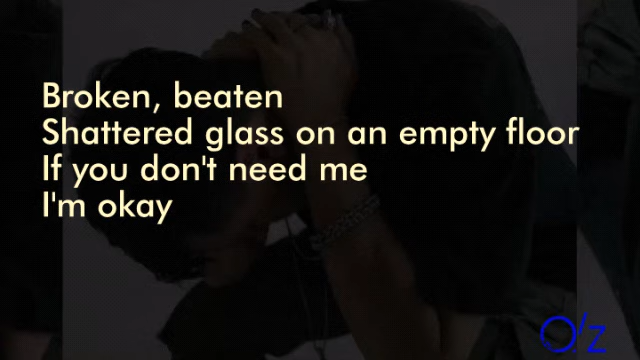 Broken, beaten
Shattered glass on an empty floor
If you don't need me
I'm okay
O'z